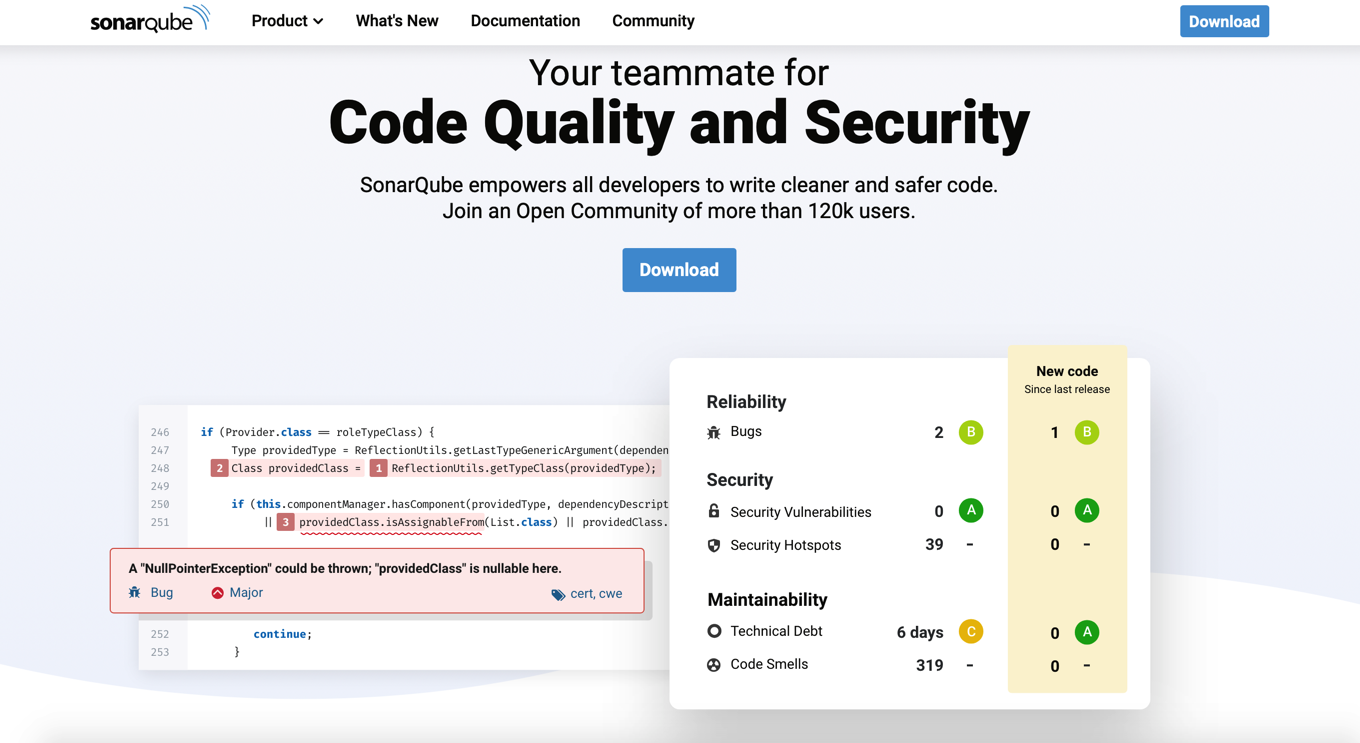 sonarqube Product What's New Documentation Community Download
Your teammate for
Code Quality and Security
SonarQube empowers all developers to write cleaner and safer code.
Join an Open Community of more than 120k users.
Download
246 if (Provider.class == roleTypeClass) {
247 Type providedType = ReflectionUtils.getLastTypeGenericArgument(dependen
248 2 Class providedClass = 1 ReflectionUtils.getTypeClass(providedType);
249
250 if (this.componentManager.hasComponent(providedType, dependencyDescript
251 || 3 providedClass.isAssignableFrom(List.class) || providedClass.
A "NullPointerException" could be thrown; "providedClass" is nullable here.
Bug Major cert, cwe
252 continue;
253 }
New code
Since last release
Reliability
Bugs 2 B 1 B
Security
Security Vulnerabilities 0 A 0 A
Security Hotspots 39 - 0 -
Maintainability
Technical Debt 6 days C 0 A
Code Smells 319 - 0 -